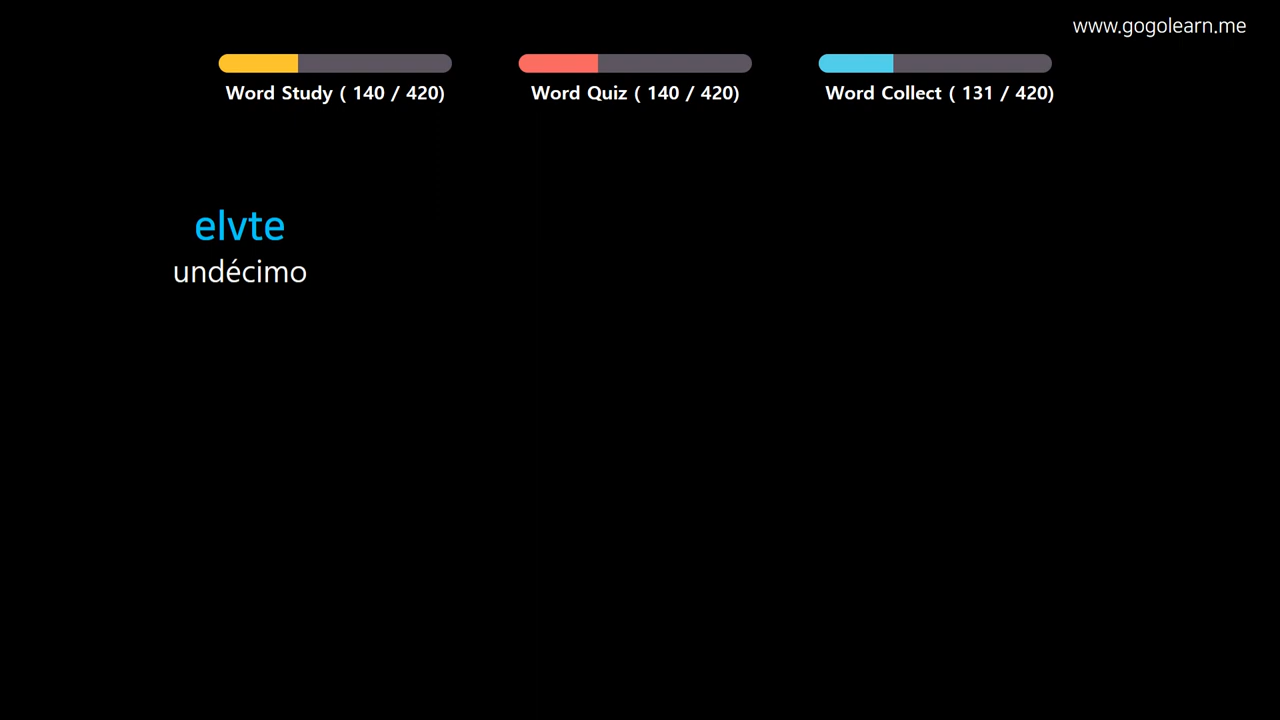 www.gogolearn.me
Word Study ( 140 / 420)
Word Quiz ( 140 / 420)
Word Collect ( 131 / 420)
elvte
undécimo